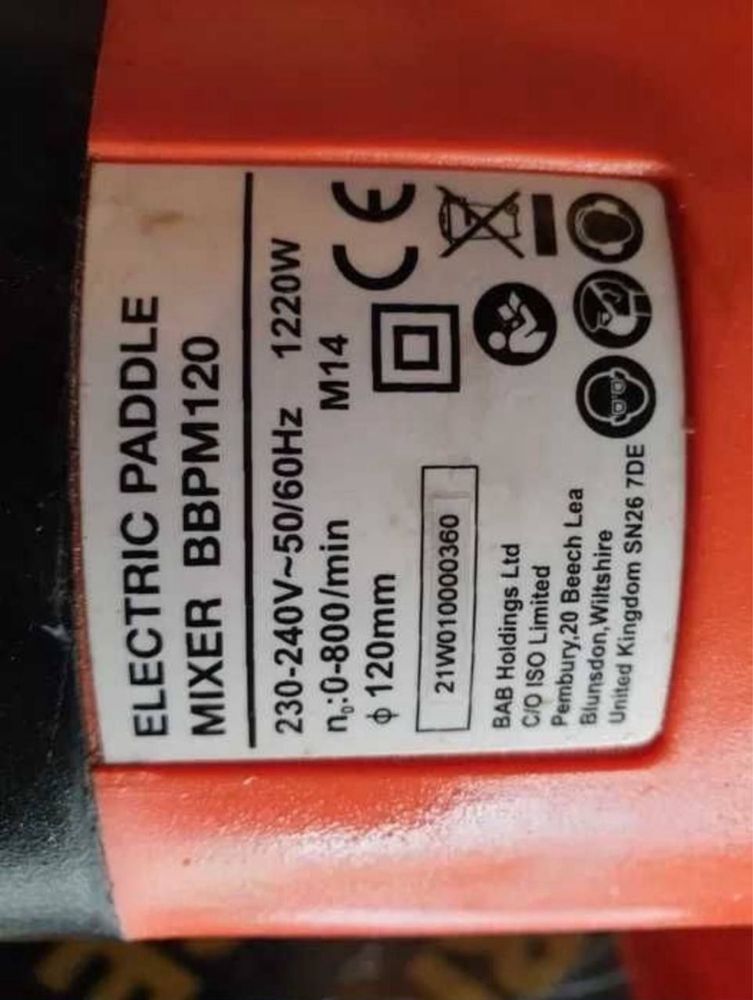 ELECTRIC PADDLE
MIXER BBPM120
230-240V~50/60Hz 1220W
n₀:0-800/min M14
ϕ 120mm
CE
21W010000360
BAB Holdings Ltd
C/O ISO Limited
Pembury,20 Beech Lea
Blunsdon,Wiltshire
United Kingdom SN26 7DE